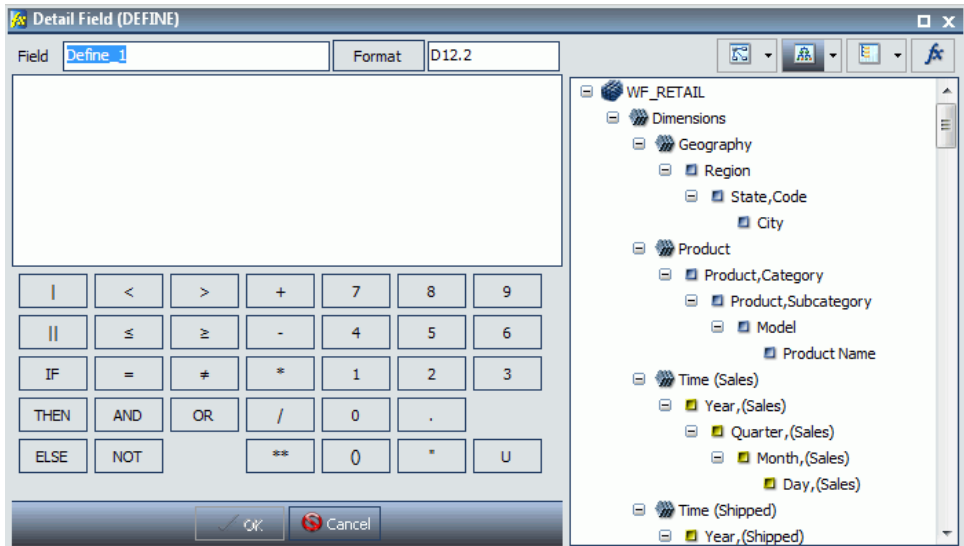 Detail Field (DEFINE)
Field Define_1 Format D12.2
fx
| < > + 7 8 9
|| ≤ ≥ - 4 5 6
IF = ≠ * 1 2 3
THEN AND OR / 0 .
ELSE NOT ** () " U
OK Cancel
WF_RETAIL
Dimensions
Geography
Region
State,Code
City
Product
Product,Category
Product,Subcategory
Model
Product Name
Time (Sales)
Year,(Sales)
Quarter,(Sales)
Month,(Sales)
Day,(Sales)
Time (Shipped)
Year,(Shipped)